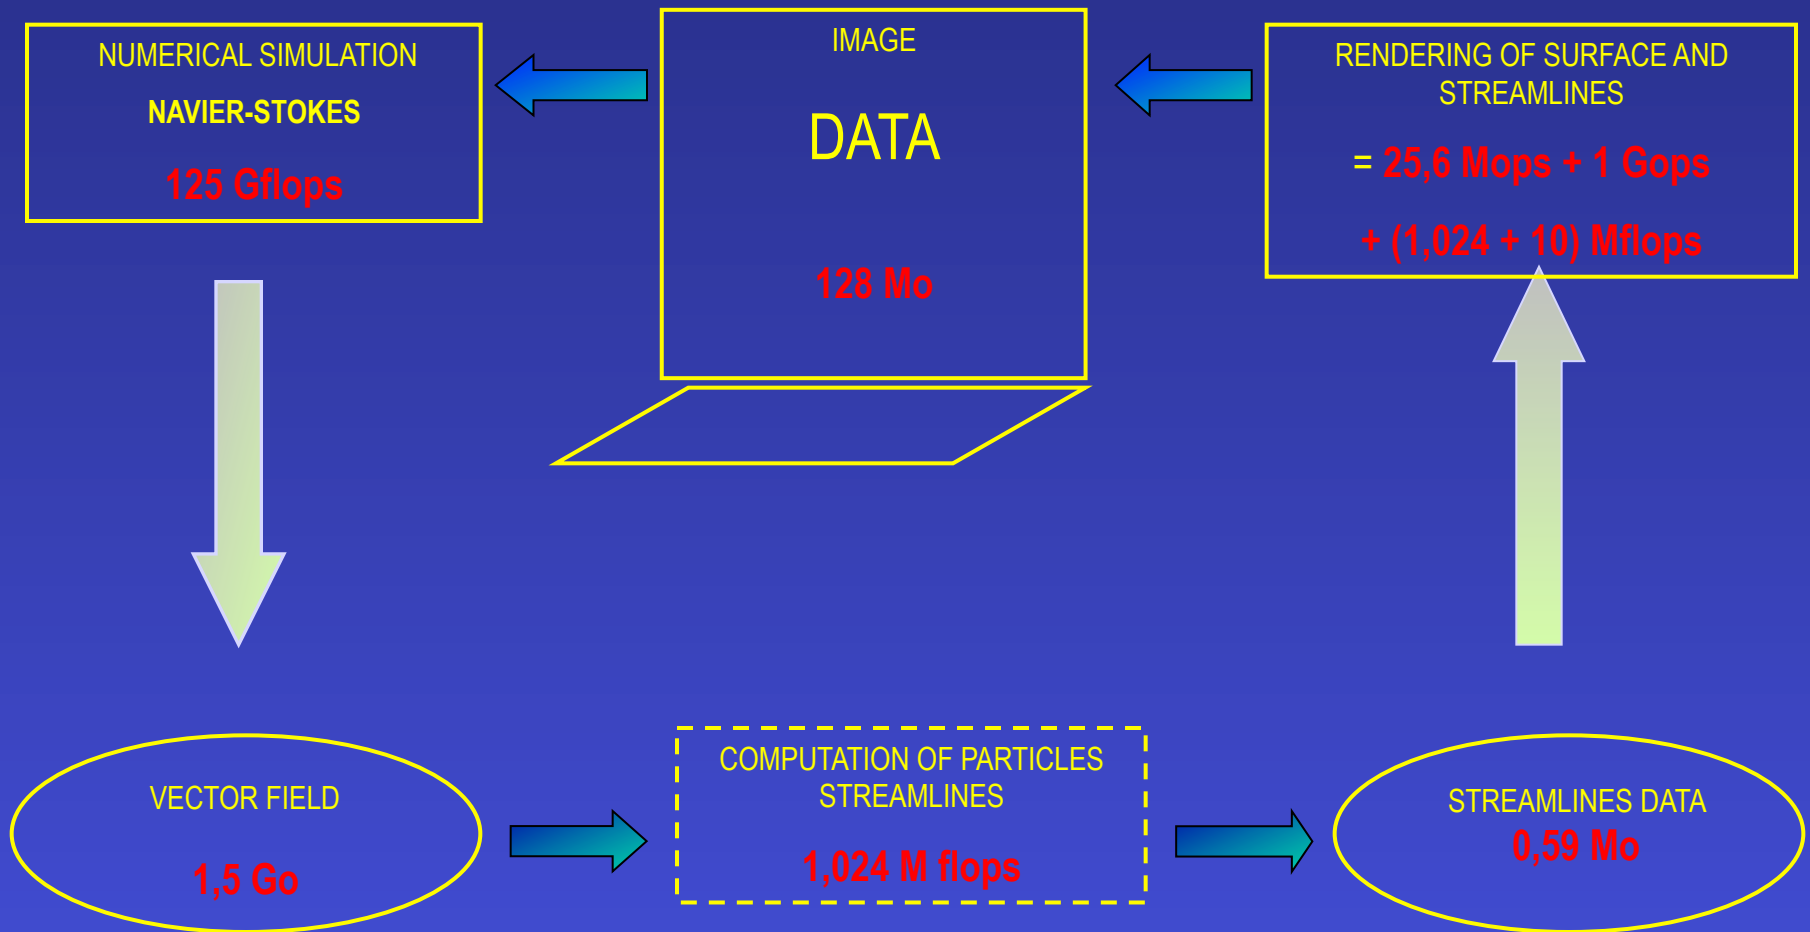 NUMERICAL SIMULATION
NAVIER-STOKES
125 Gflops
IMAGE
DATA
128 Mo
RENDERING OF SURFACE AND
STREAMLINES
= 25,6 Mops + 1 Gops
+ (1,024 + 10) Mflops
VECTOR FIELD
1,5 Go
COMPUTATION OF PARTICLES
STREAMLINES
1,024 M flops
STREAMLINES DATA
0,59 Mo